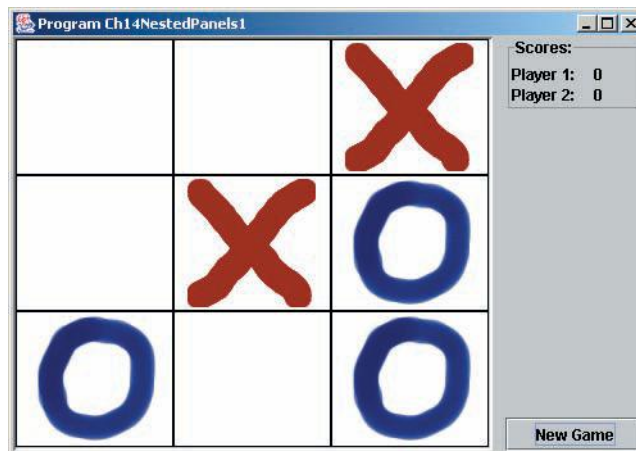 Program Ch14NestedPanels1
Scores:
Player 1: 0
Player 2: 0
New Game